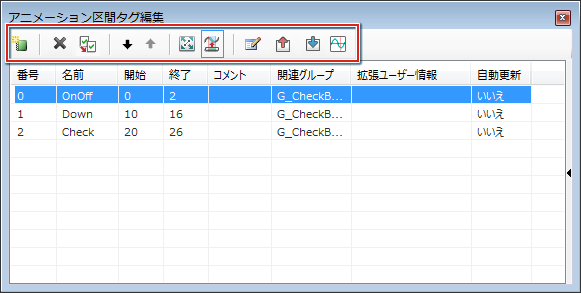 アニメーション区間タグ編集
番号 名前 開始 終了 コメント 関連グループ 拡張ユーザー情報 自動更新
0 OnOff 0 2 G_CheckB... いいえ
1 Down 10 16 G_CheckB... いいえ
2 Check 20 26 G_CheckB... いいえ